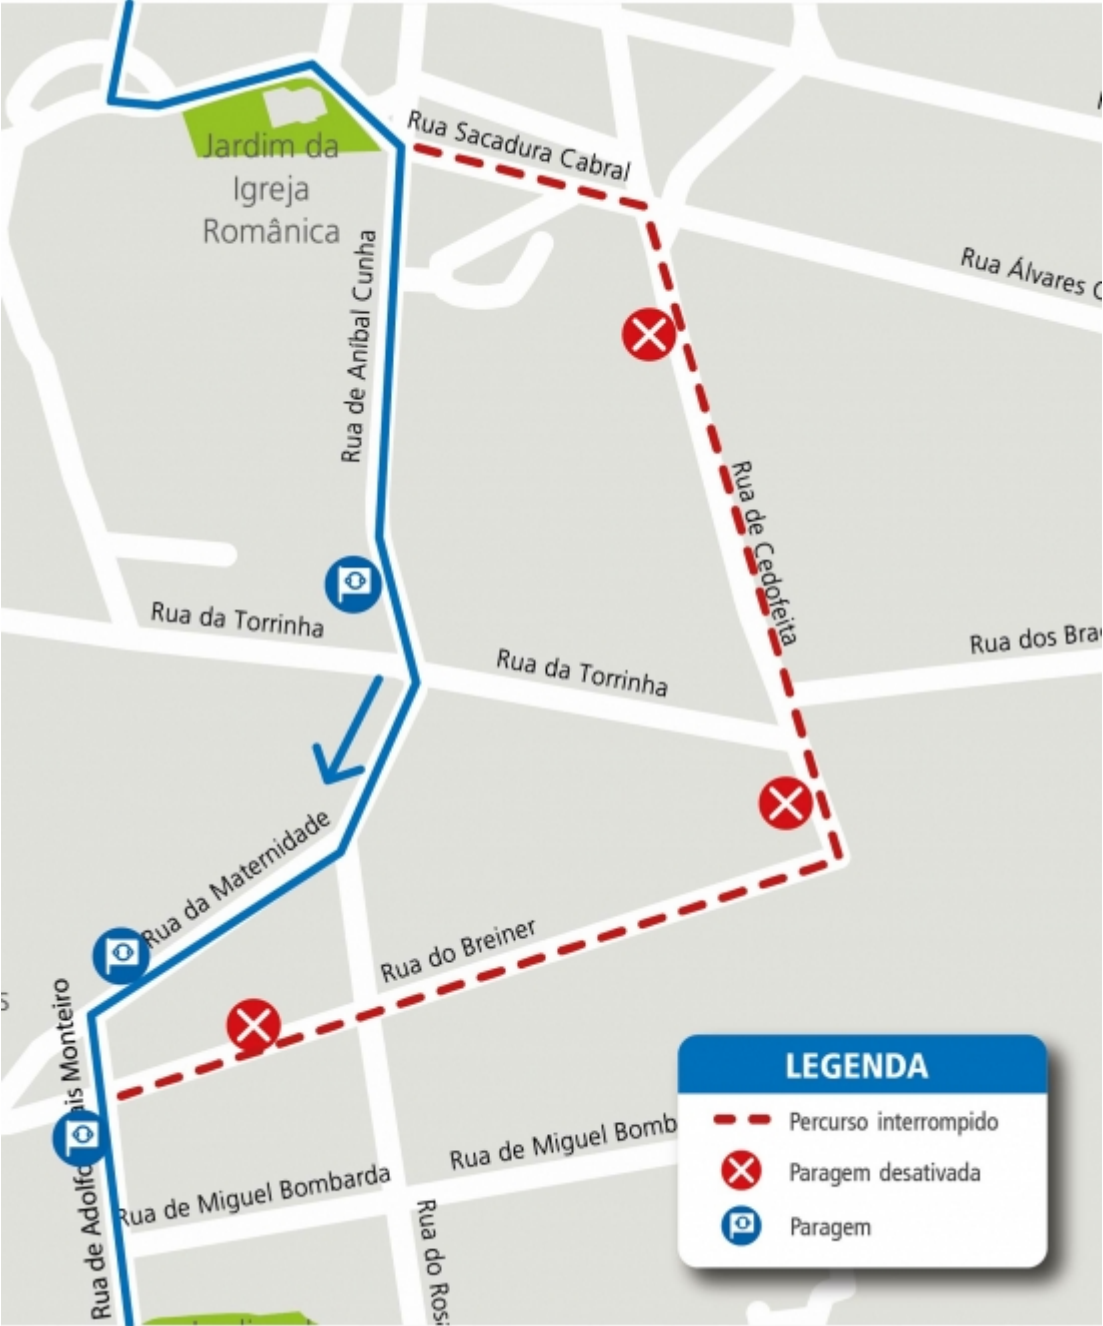 Rua Sacadura Cabral
Jardim da
Igreja
Românica
Rua de Aníbal Cunha
Rua Álvares
Rua de Cedofeita
Rua da Torrinha
Rua da Torrinha
Rua dos
Rua da Maternidade
Rua do Breiner
Rua de Adolfo ais Monteiro
Rua de Miguel Bombarda
Rua de Miguel Bomb
Rua do
LEGENDA
Percurso interrompido
Paragem desativada
Paragem